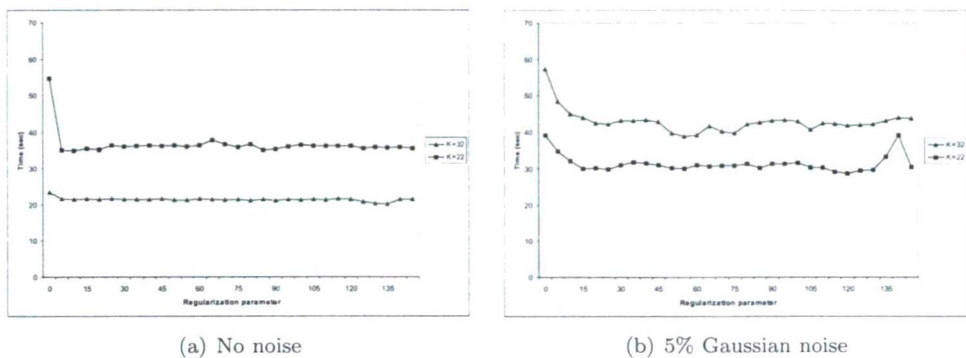 70
60
50
40
30
20
10
0
Time (sec)
0 15 30 45 60 75 90 105 120 135
Regularization parameter
K=32
K=22
(a) No noise
70
60
50
40
30
20
10
0
Time (sec)
0 15 30 45 60 75 90 105 120 135
Regularization parameter
K=32
K=22
(b) 5% Gaussian noise